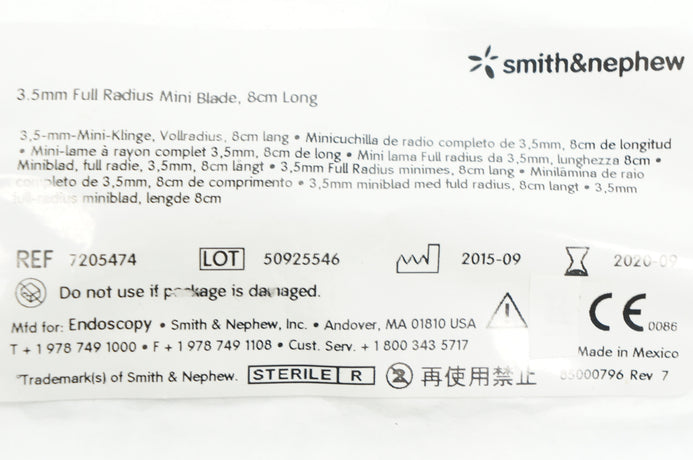 smith&nephew
3.5mm Full Radius Mini Blade, 8cm Long
3,5-mm-Mini-Klinge, Vollradius, 8cm lang • Minicuchilla de radio completo de 3,5mm, 8cm de longitud
• Mini-lame à rayon complet 3,5mm, 8cm de long • Mini lama Full radius da 3,5mm, lunghezza 8cm •
Miniblad, full radie, 3,5mm, 8cm långt • 3,5mm Full Radius minimes, 8cm lang • Minilâmina de raio
completo de 3,5mm, 8cm de comprimento • 3,5mm miniblad med fuld radius, 8cm langt • 3,5mm
full-radius miniblad, lengde 8cm
REF 7205474 LOT 50925546 2015-09 2020-09
Do not use if package is damaged.
CE 0086
Mfd for: Endoscopy • Smith & Nephew, Inc. • Andover, MA 01810 USA
T + 1 978 749 1000 • F + 1 978 749 1108 • Cust. Serv. + 1 800 343 5717
Made in Mexico
*Trademark(s) of Smith & Nephew. STERILE R 2 再使用禁止 85000796 Rev 7